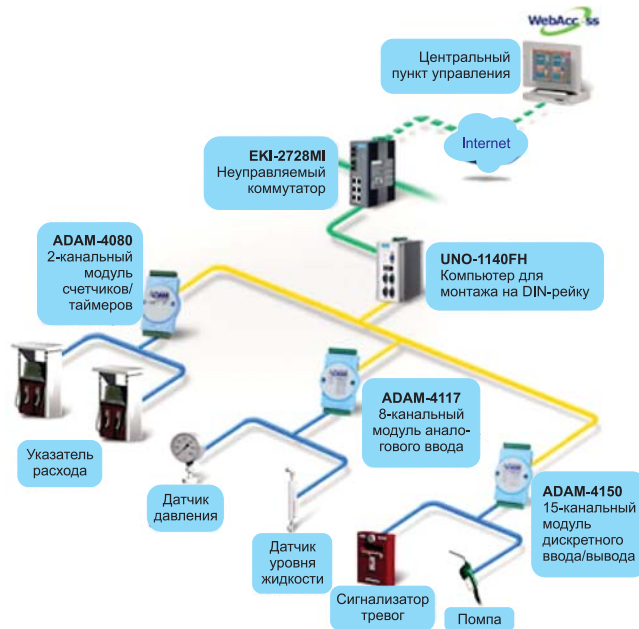 WebAccess
Центральный
пункт управления
Internet
EKI-2728MI
Неуправляемый
коммутатор
ADAM-4080
2-канальный
модуль
счетчиков/
таймеров
UNO-1140FH
Компьютер для
монтажа на DIN-рейку
ADAM-4117
8-канальный
модуль анало-
гового ввода
Указатель
расхода
Датчик
давления
ADAM-4150
15-канальный
модуль
дискретного
ввода/вывода
Датчик
уровня
жидкости
Сигнализатор
тревог
Помпа